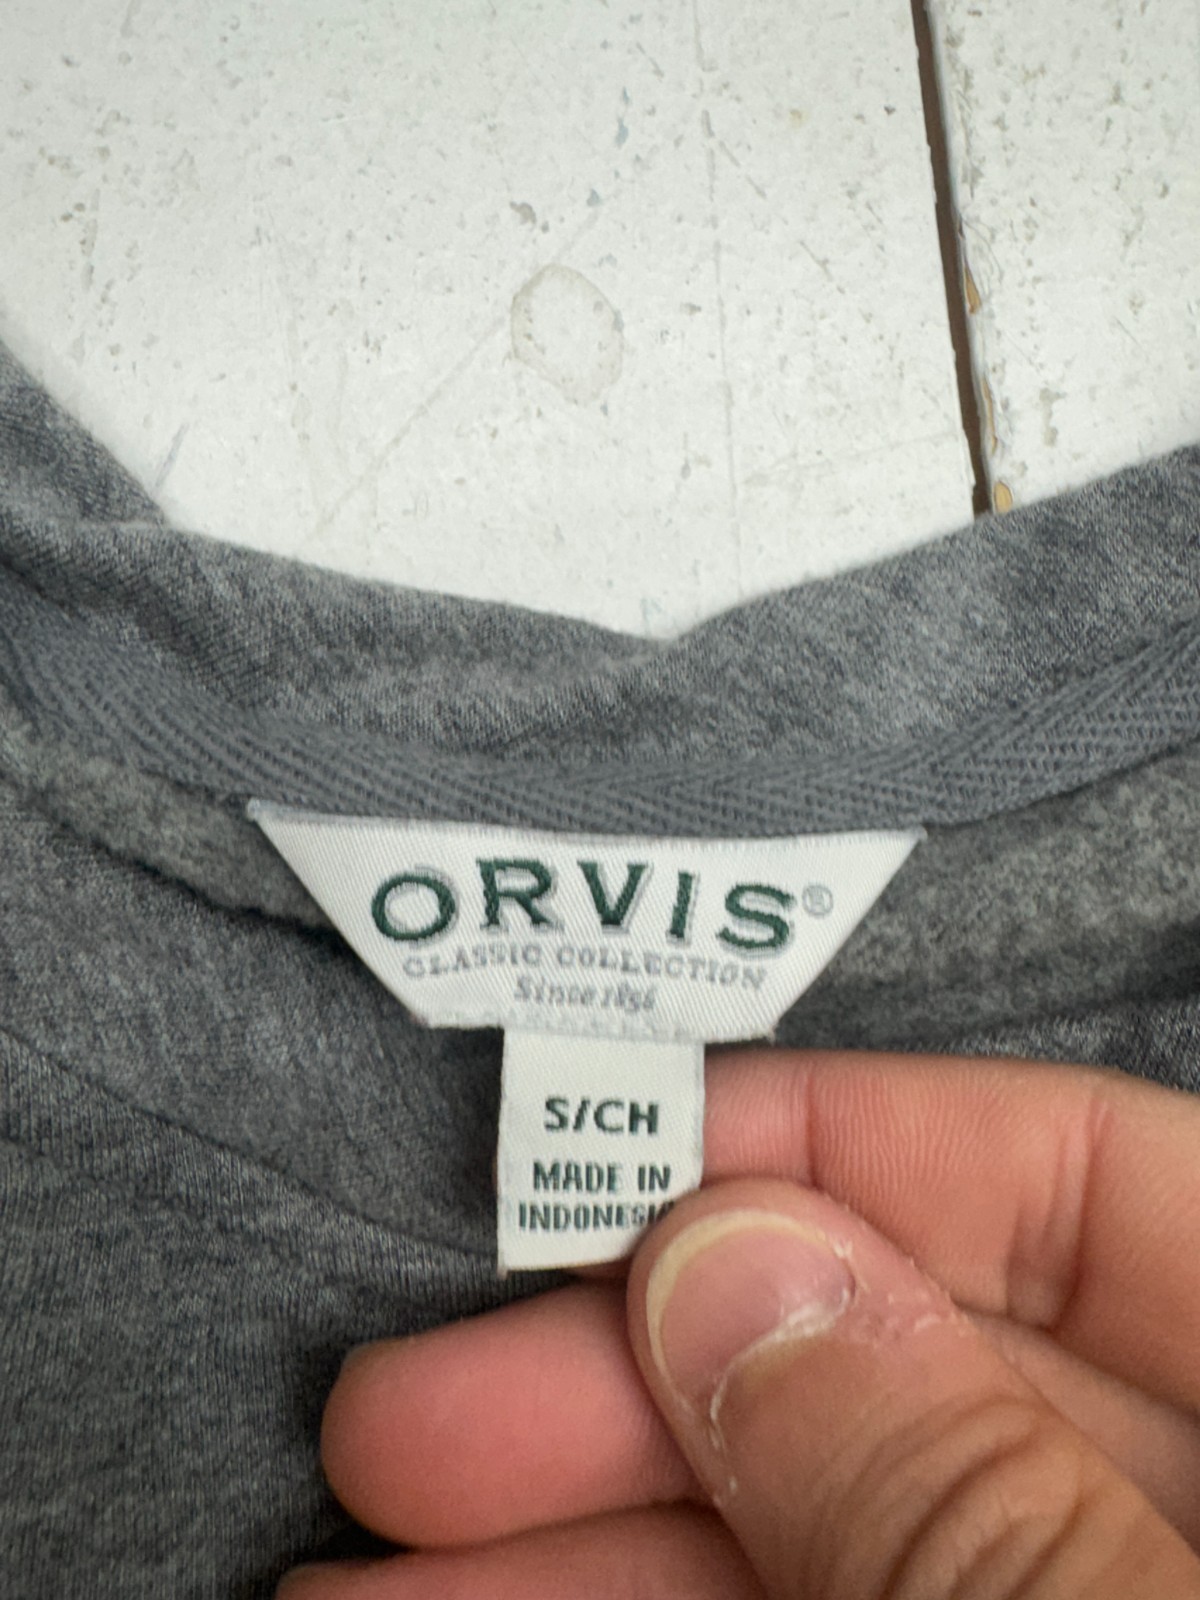 ORVIS®
CLASSIC COLLECTION
Since 1856
S/CH
MADE IN
INDONESIA